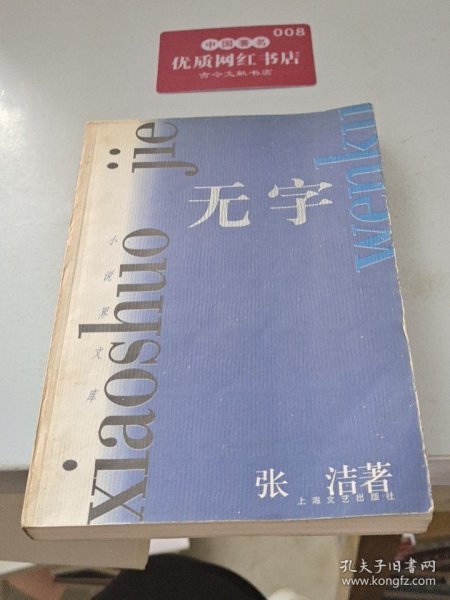 008
中国著名
优质网红书店
古今文献书店
xiaoshuo jie
wenku
无字
小说界文库
张 洁著
上海文艺出版社
孔夫子旧书网
www.kongfz.com